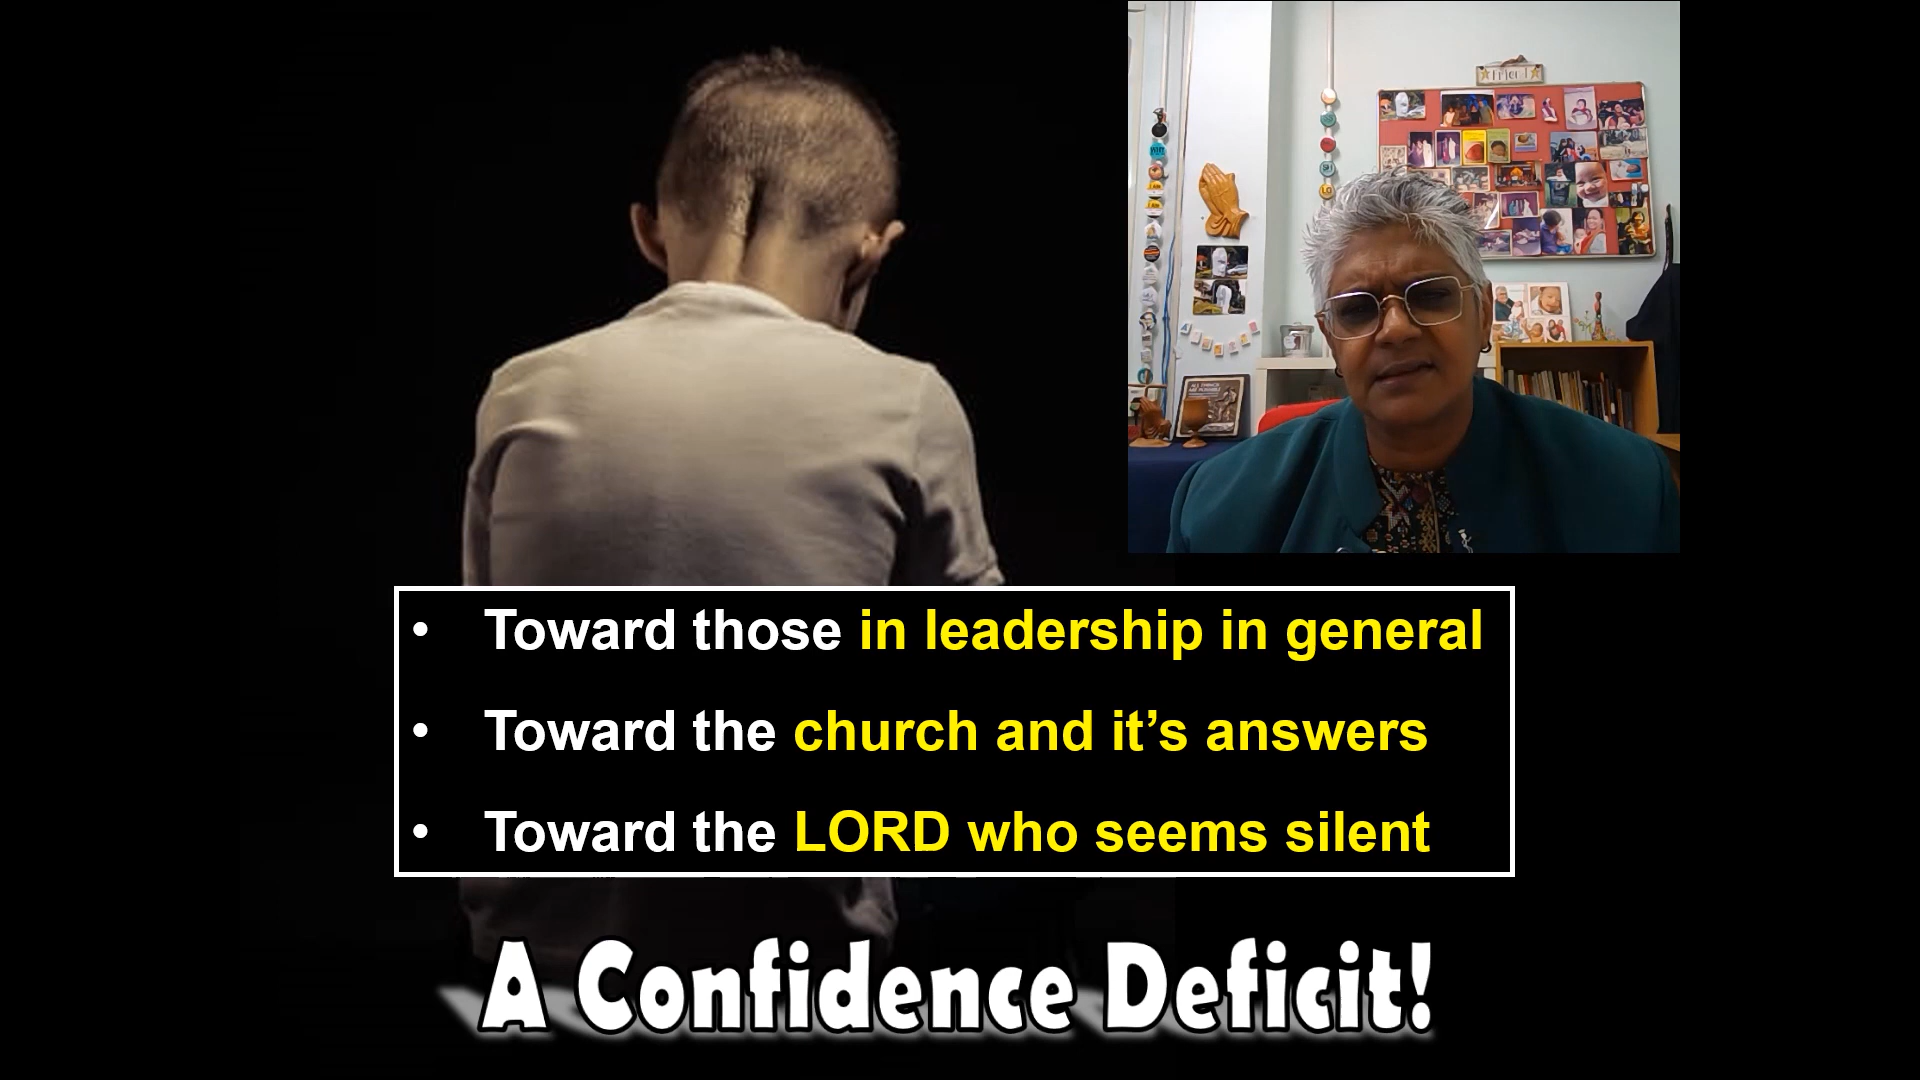 • Toward those in leadership in general
• Toward the church and it's answers
• Toward the LORD who seems silent
A Confidence Deficit!